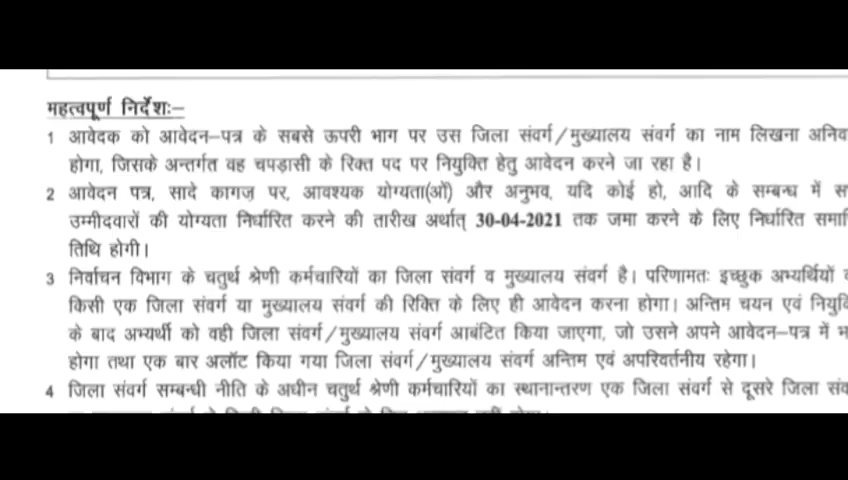 महत्वपूर्ण निर्देशः–
1 आवेदक को आवेदन–पत्र के सबसे ऊपरी भाग पर उस जिला संवर्ग/मुख्यालय संवर्ग का नाम लिखना
होगा, जिसके अन्तर्गत वह चपड़ासी के रिक्त पद पर नियुक्ति हेतु आवेदन करने जा रहा है।
2 आवेदन पत्र, सादे कागज़ पर, आवश्यक योग्यता(ओं) और अनुभव, यदि कोई हो, आदि के सम्बन्ध में
उम्मीदवारों की योग्यता निर्धारित करने की तारीख अर्थात् 30-04-2021 तक जमा करने के लिए निर्धारित
तिथि होगी।
3 निर्वाचन विभाग के चतुर्थ श्रेणी कर्मचारियों का जिला संवर्ग व मुख्यालय संवर्ग है। परिणामतः इच्छुक अभ्यर्थियों
किसी एक जिला संवर्ग या मुख्यालय संवर्ग की रिक्ति के लिए ही आवेदन करना होगा। अन्तिम चयन एवं
के बाद अभ्यर्थी को वही जिला संवर्ग/मुख्यालय संवर्ग आबंटित किया जाएगा, जो उसने अपने आवेदन–पत्र में
होगा तथा एक बार अलॉट किया गया जिला संवर्ग/मुख्यालय संवर्ग अन्तिम एवं अपरिवर्तनीय रहेगा।
4 जिला संवर्ग सम्बन्धी नीति के अधीन चतुर्थ श्रेणी कर्मचारियों का स्थानान्तरण एक जिला संवर्ग से दूसरे जिला